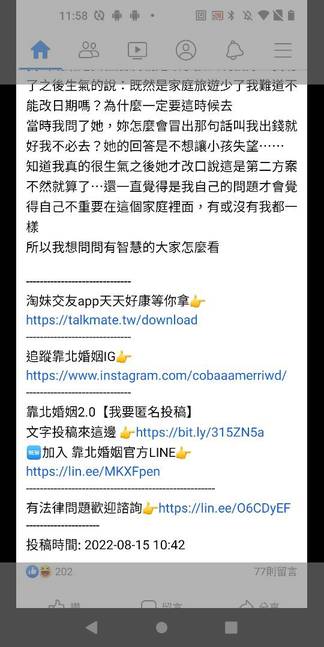 11:58
了之後生氣的說：既然是家庭旅遊少了我難道不
能改日期嗎？為什麼一定要這時候去
當時我問了她，妳怎麼會冒出那句話叫我出錢就
好我不必去？她的回答是不想讓小孩失望⋯⋯
知道我真的很生氣之後她才改口說這是第二方案
不然就算了⋯還一直覺得是我自己的問題才會覺
得自己不重要在這個家庭裡面，有或沒有我都一
樣
所以我想問問有智慧的大家怎麼看
------------------------------
淘妹交友app天天好康等你拿👉
https://talkmate.tw/download
------------------------------
追蹤靠北婚姻IG👉
https://www.instagram.com/cobaaamerriwd/
------------------------------
靠北婚姻2.0【我要匿名投稿】
文字投稿來這邊 👉https://bit.ly/315ZN5a
🆕加入 靠北婚姻官方LINE👉
https://lin.ee/MKXFpen
------------------------------------------------------
有法律問題歡迎諮詢👉https://lin.ee/O6CDyEF
---------------------
投稿時間: 2022-08-15 10:42
202 77則留言
讚 留言 分享